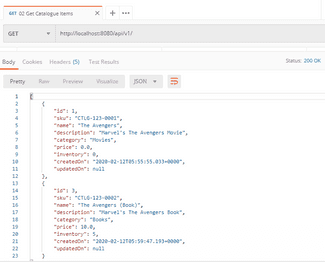 GET 02 Get Catalogue Items
GET http://localhost:8080/api/v1/
Body Cookies Headers (5) Test Results Status: 200 OK
Pretty Raw Preview Visualize JSON
1 [
2 {
3 "id": 1,
4 "sku": "CTLG-123-0001",
5 "name": "The Avengers",
6 "description": "Marvel's The Avengers Movie",
7 "category": "Movies",
8 "price": 0.0,
9 "inventory": 0,
10 "createdOn": "2020-02-12T05:55:55.033+0000",
11 "updatedOn": null
12 },
13 {
14 "id": 3,
15 "sku": "CTLG-123-0002",
16 "name": "The Avengers (Book)",
17 "description": "Marvel's The Avengers Book",
18 "category": "Books",
19 "price": 10.0,
20 "inventory": 5,
21 "createdOn": "2020-02-12T05:59:47.193+0000",
22 "updatedOn": null
23 }